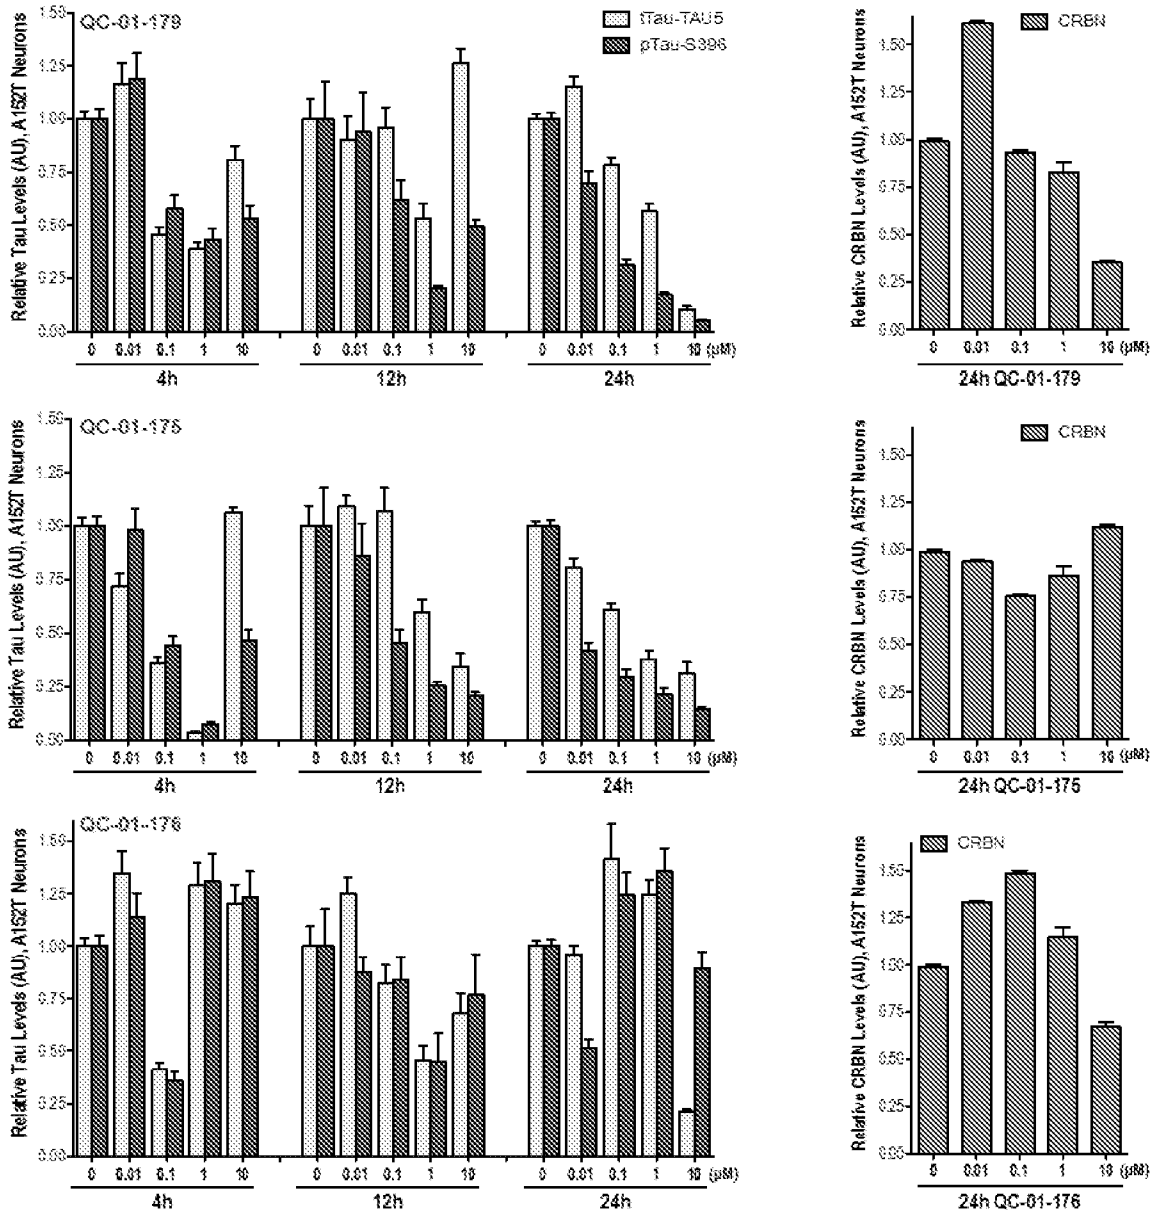 QC-01-179
tTau-TAU5
pTau-S396
Relative Tau Levels (AU), A152T Neurons
1.50
1.25
1.00
0.75
0.50
0.25
0.00
0 0.01 0.1 1 10 0 0.01 0.1 1 10 0 0.01 0.1 1 10 (µM)
4h 12h 24h
CRBN
Relative CRBN Levels (AU), A152T Neurons
1.50
1.00
0.75
0.50
0.25
0.00
0 0.01 0.1 1 10 (µM)
24h QC-01-179
QC-01-175
Relative Tau Levels (AU), A152T Neurons
1.50
1.25
1.00
0.75
0.50
0.25
0.00
0 0.01 0.1 1 10 0 0.01 0.1 1 10 0 0.01 0.1 1 10 (µM)
4h 12h 24h
CRBN
Relative CRBN Levels (AU), A152T Neurons
1.50
1.25
1.00
0.75
0.50
0.25
0.00
0 0.01 0.1 1 10 (µM)
24h QC-01-175
QC-01-176
Relative Tau Levels (AU), A152T Neurons
1.50
1.00
0.75
0.50
0.25
0.00
0 0.01 0.1 1 10 0 0.01 0.1 1 10 0 0.01 0.1 1 10 (µM)
4h 12h 24h
CRBN
Relative CRBN Levels (AU), A152T Neurons
1.50
1.25
1.00
0.75
0.50
0.25
24h QC-01-176
0 0.01 0.1 1 10 (µM)